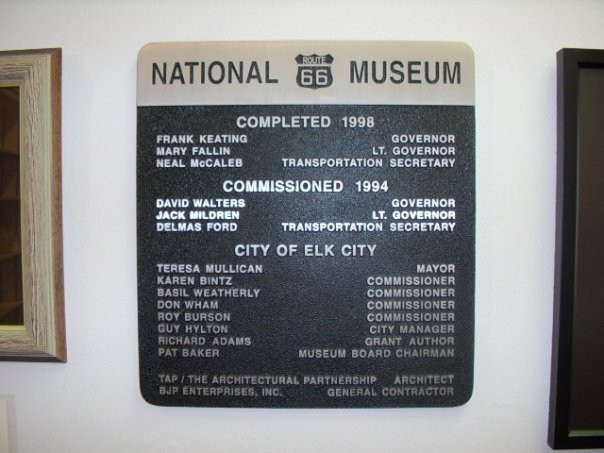 NATIONAL ROUTE 66 MUSEUM
COMPLETED 1998
FRANK KEATING GOVERNOR
MARY FALLIN LT. GOVERNOR
NEAL McCALEB TRANSPORTATION SECRETARY
COMMISSIONED 1994
DAVID WALTERS GOVERNOR
JACK MILDREN LT. GOVERNOR
DELMAS FORD TRANSPORTATION SECRETARY
CITY OF ELK CITY
TERESA MULLICAN MAYOR
KAREN BINTZ COMMISSIONER
BASIL WEATHERLY COMMISSIONER
DON WHAM COMMISSIONER
ROY BURSON COMMISSIONER
GUY HYLTON CITY MANAGER
RICHARD ADAMS GRANT AUTHOR
PAT BAKER MUSEUM BOARD CHAIRMAN
TAP / THE ARCHITECTURAL PARTNERSHIP ARCHITECT
BJP ENTERPRISES, INC. GENERAL CONTRACTOR